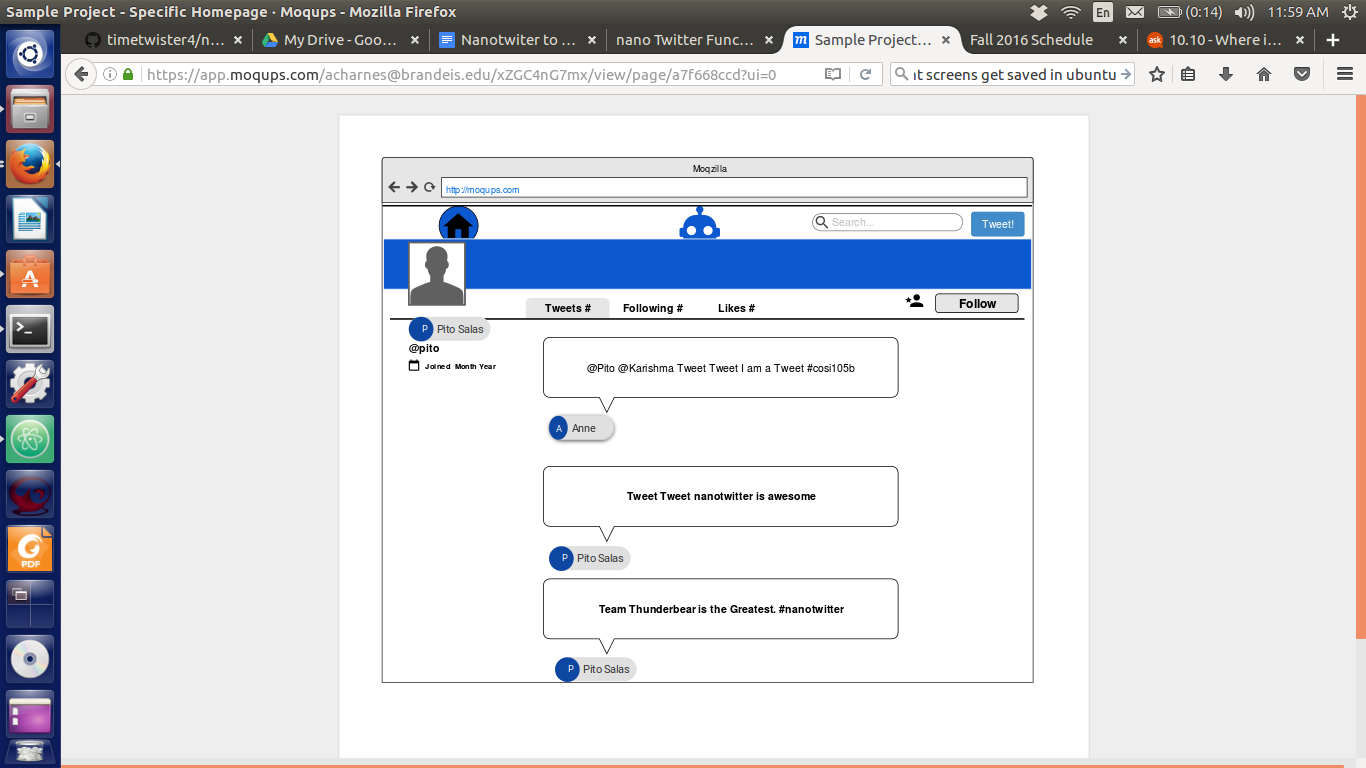 Sample Project - Specific Homepage · Moqups - Mozilla Firefox
En
(0:14)
11:59 AM
timetwister4/n...
My Drive - Goo...
Nanotwiter to ...
nano Twitter Func...
m
Sample Project...
Fall 2016 Schedule
ask
10.10 - Where i...
https://app.moqups.com/acharnes@brandeis.edu/xZGC4nG7mx/view/page/a7f668ccd?ui=0
t screens get saved in ubuntu
Moqzilla
http://moqups.com
Search...
Tweet!
Tweets #
Following #
Likes #
Follow
P
Pito Salas
@pito
Joined Month Year
@Pito @Karishma Tweet Tweet I am a Tweet #cosi105b
A
Anne
Tweet Tweet nanotwitter is awesome
P
Pito Salas
Team Thunderbear is the Greatest. #nanotwitter
P
Pito Salas
PDF